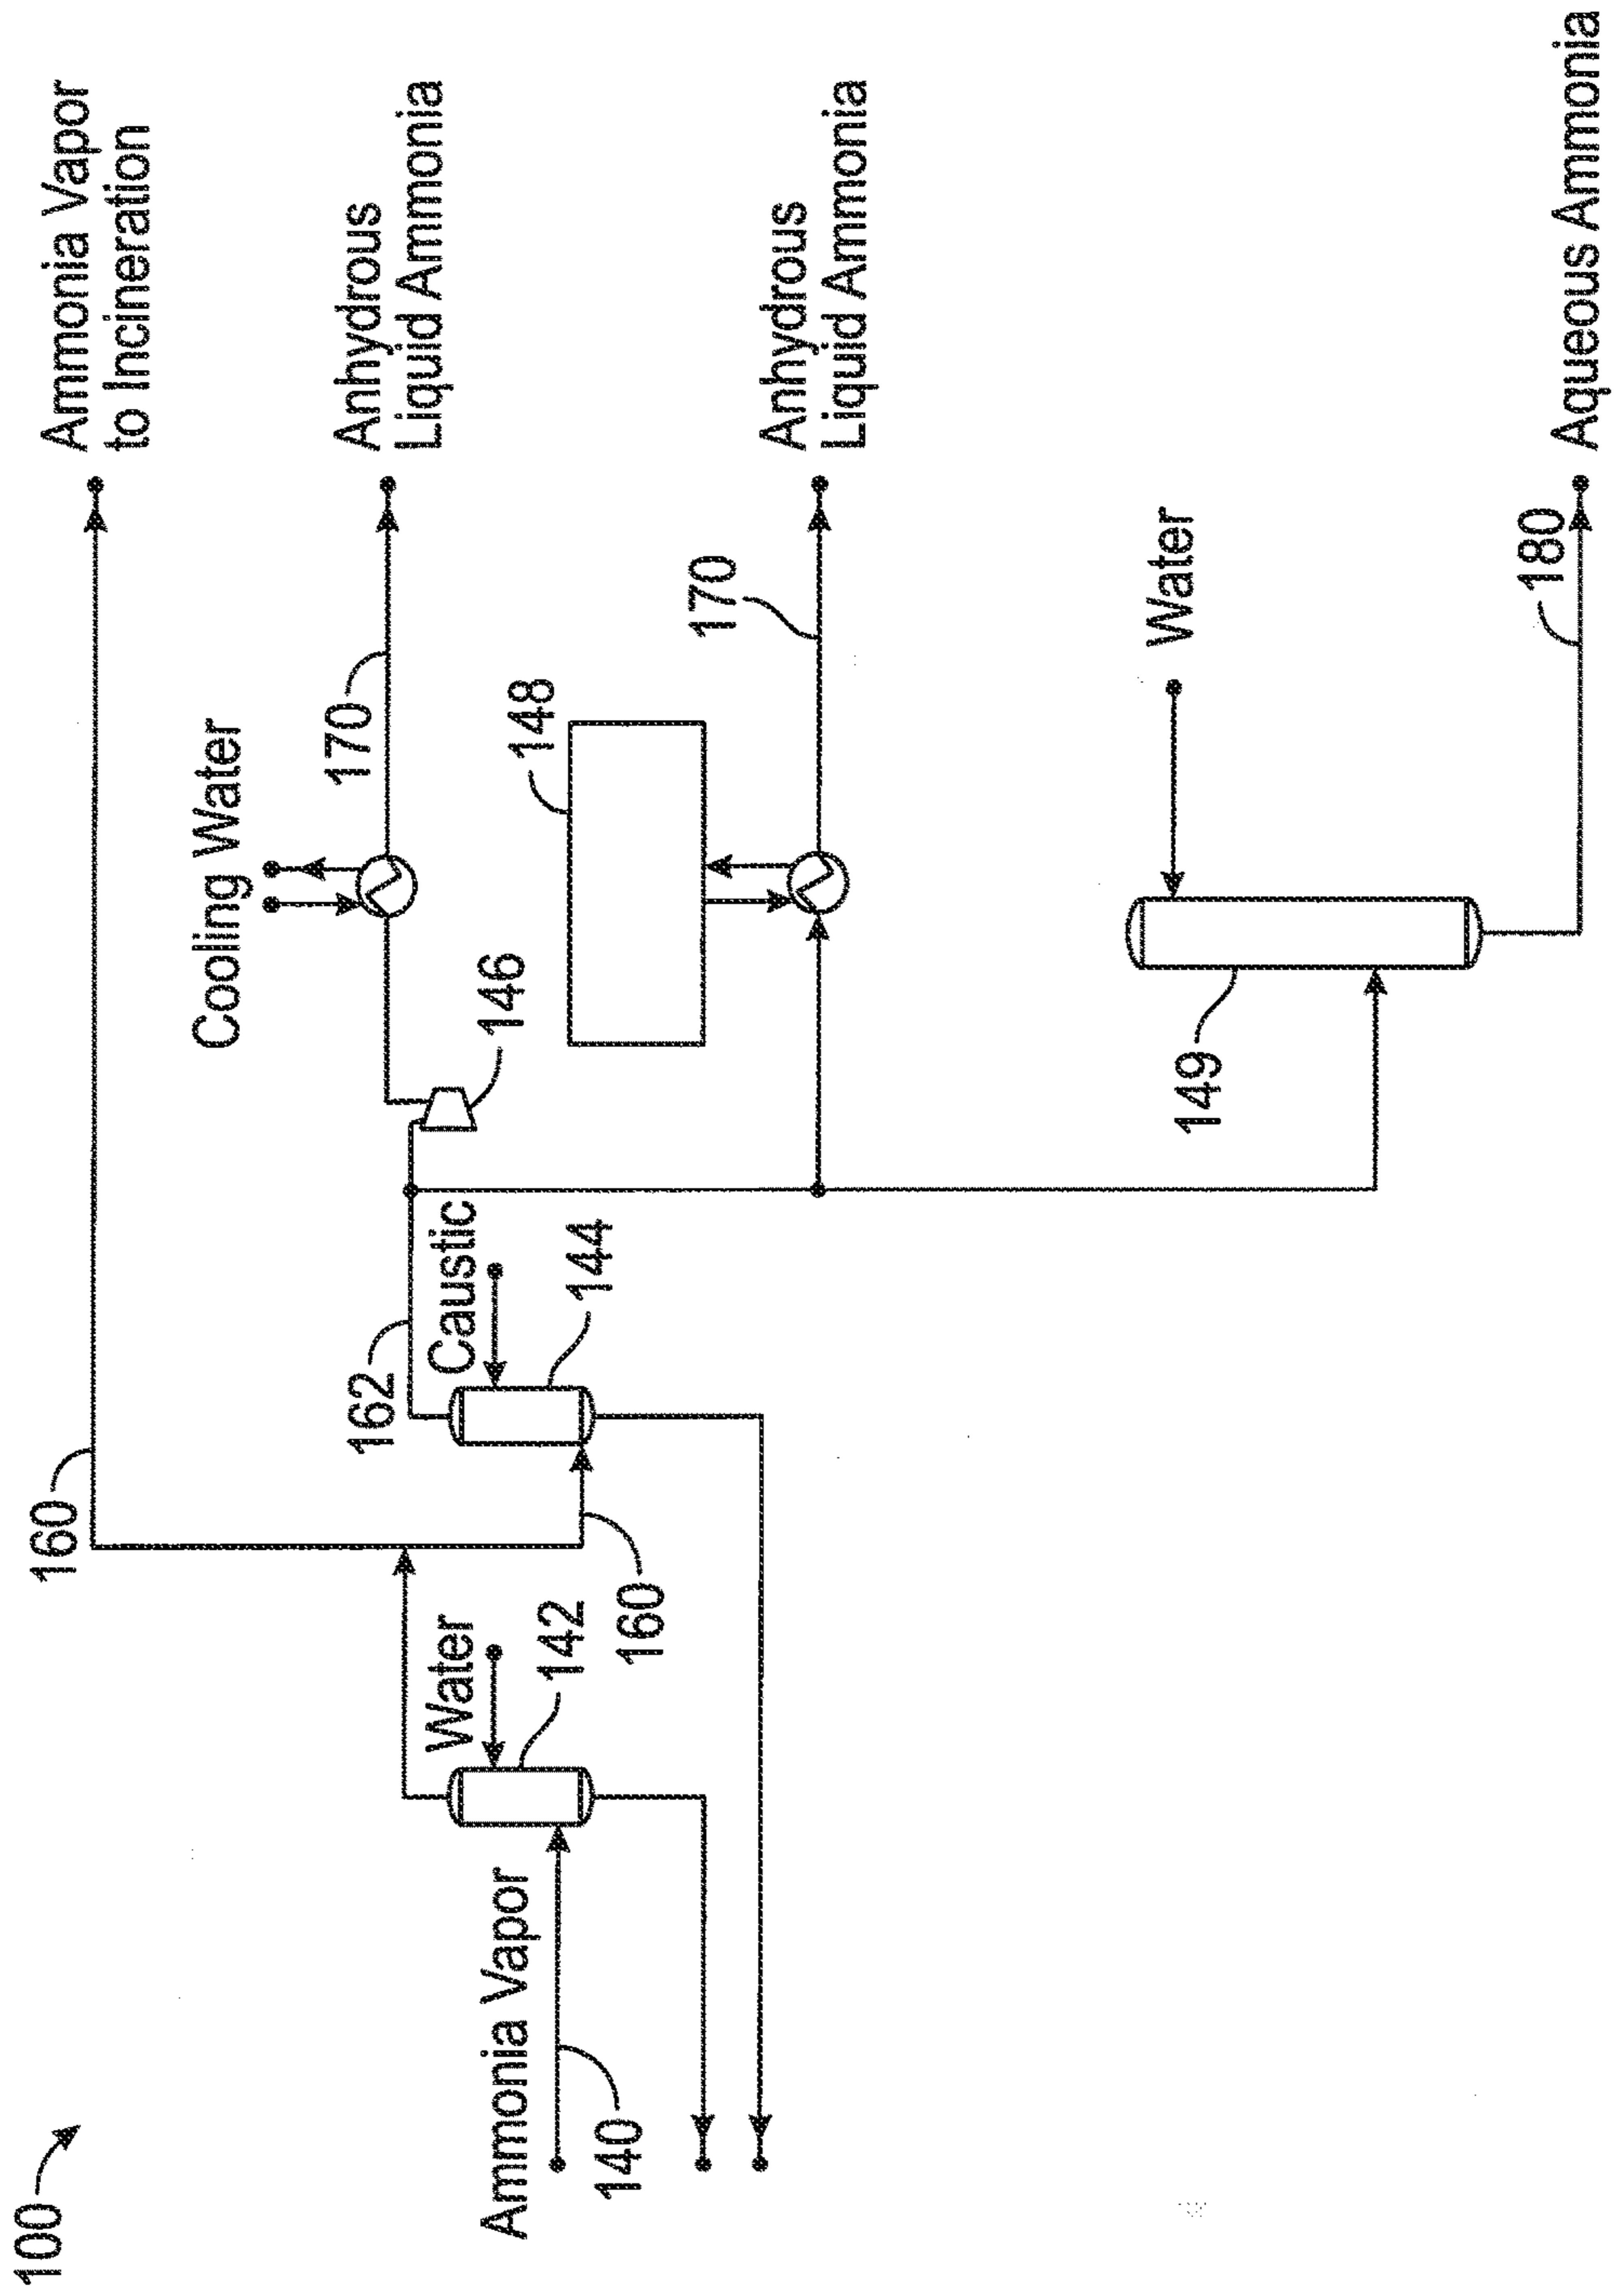 100
160
Ammonia Vapor
to Incineration
Cooling Water
170
Anhydrous
Liquid Ammonia
162
Caustic
146
148
Water
142
144
Ammonia Vapor
140
160
170
Anhydrous
Liquid Ammonia
149
Water
180
Aqueous Ammonia